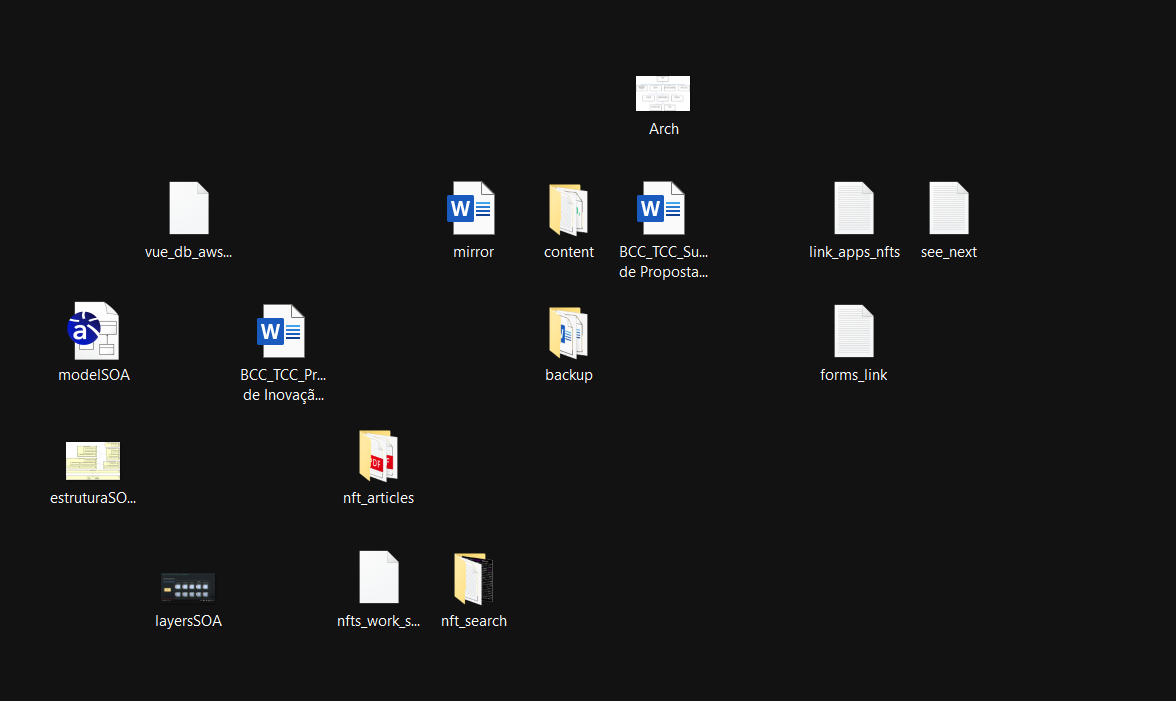 Arch
vue_db_aws...
mirror
content
BCC_TCC_Su...
de Proposta...
link_apps_nfts
see_next
modelSOA
BCC_TCC_Pr...
de Inovaçã...
backup
forms_link
estruturaSO...
PDF
nft_articles
layersSOA
nfts_work_s...
nft_search